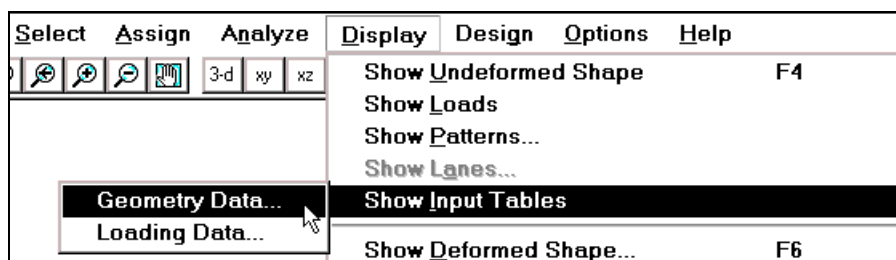 Select Assign Analyze Display Design Options Help
3-d xy xz
Show Undeformed Shape F4
Show Loads
Show Patterns...
Show Lanes...
Geometry Data... Show Input Tables
Loading Data...
Show Deformed Shape... F6